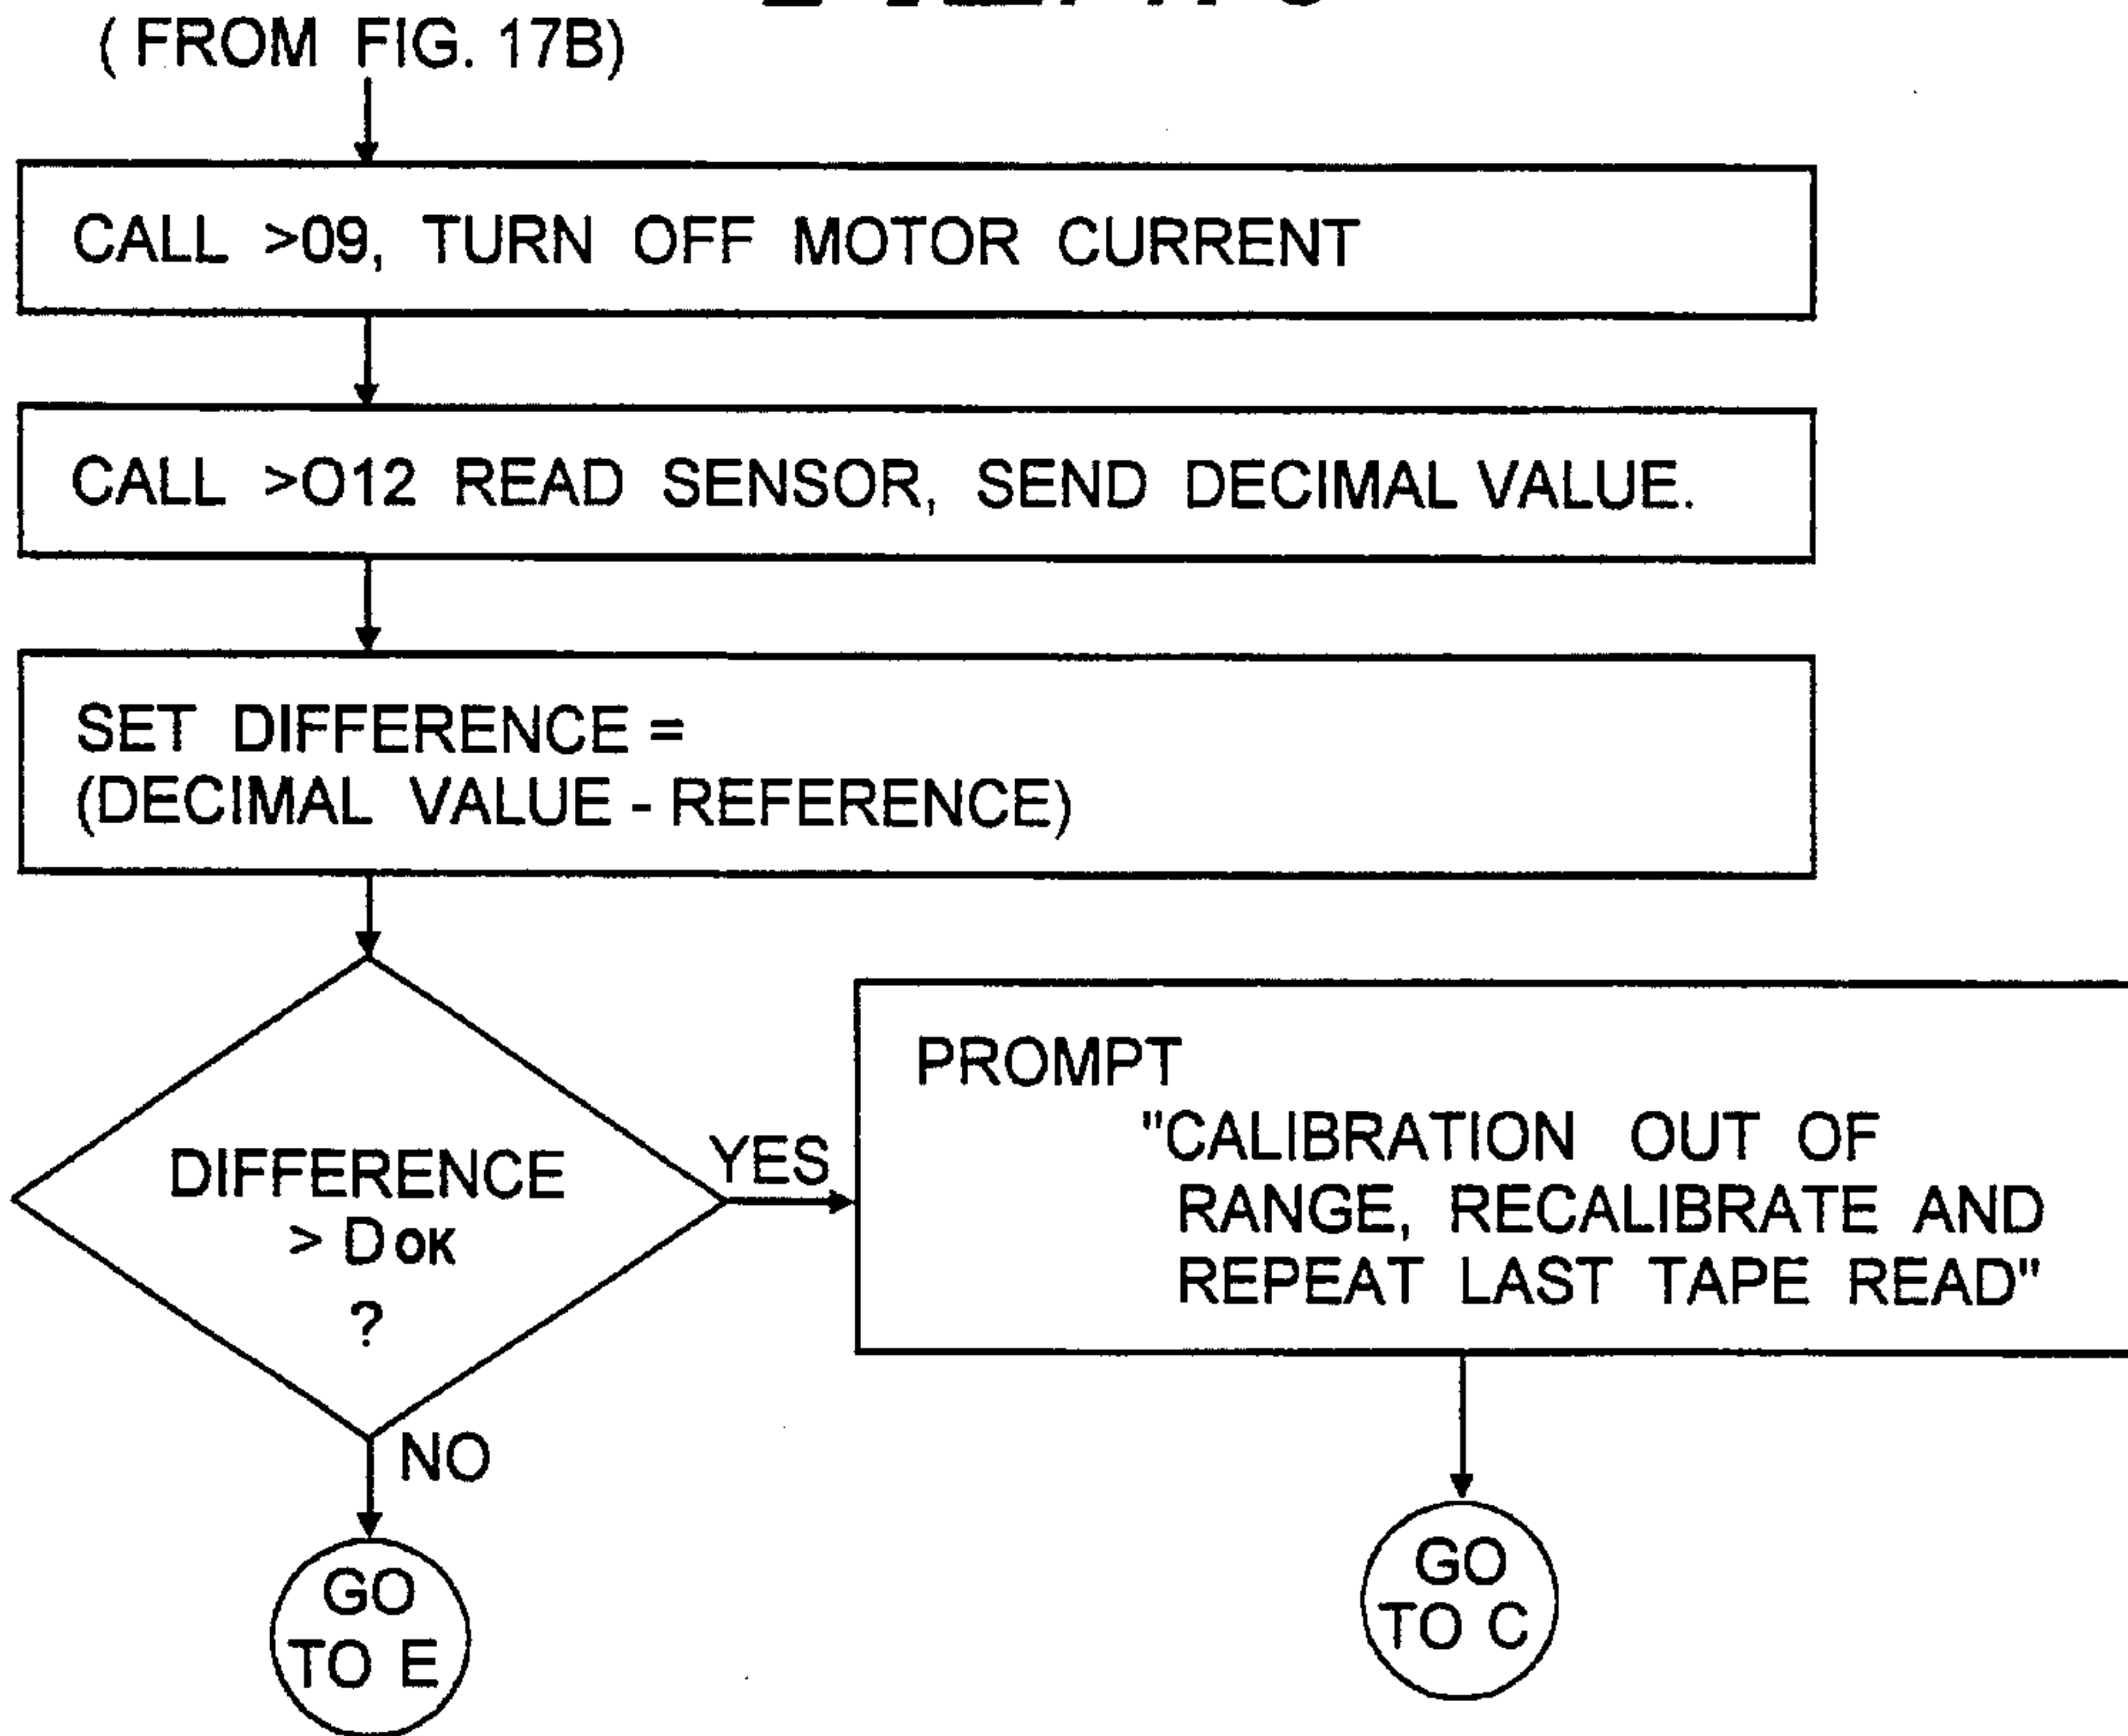 ( FROM FIG. 17B)
CALL >09, TURN OFF MOTOR CURRENT
CALL >O12 READ SENSOR, SEND DECIMAL VALUE.
SET DIFFERENCE =
(DECIMAL VALUE - REFERENCE)
DIFFERENCE
> DOK
?
YES
NO
PROMPT
"CALIBRATION OUT OF
RANGE, RECALIBRATE AND
REPEAT LAST TAPE READ"
GO
TO E
GO
TO C